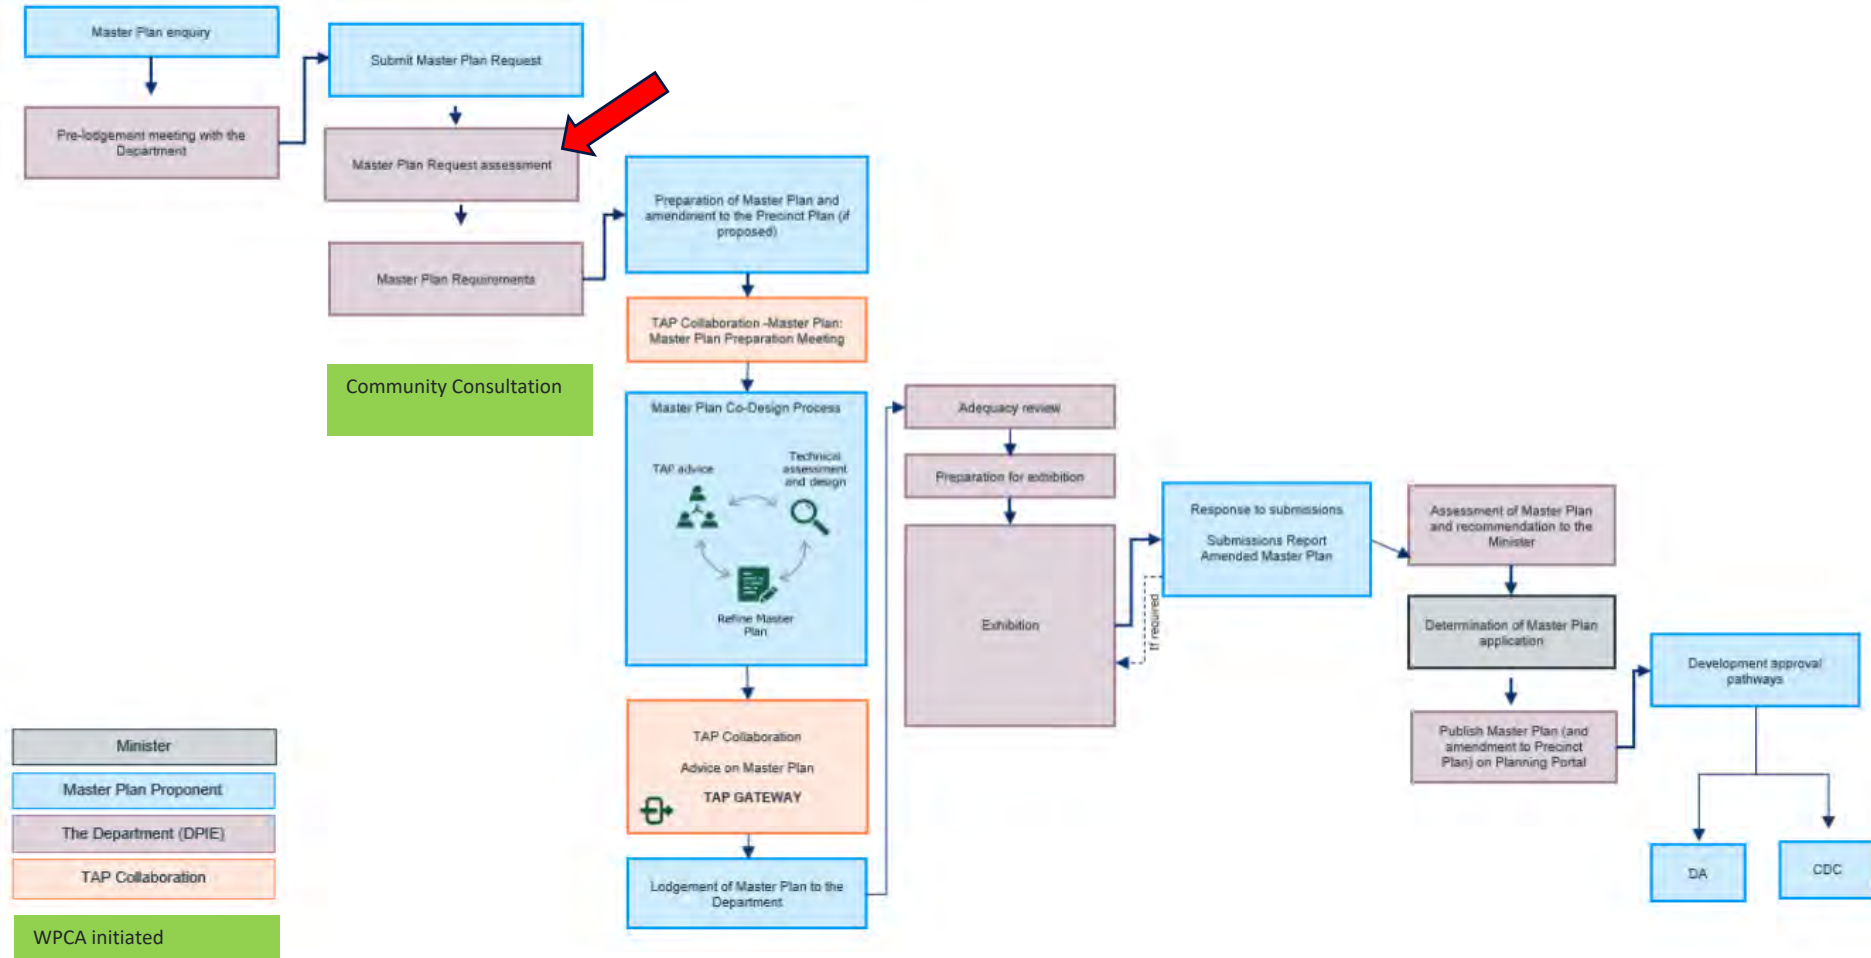 Master Plan enquiry
Pre-lodgement meeting with the
Department
Submit Master Plan Request
Master Plan Request assessment
Master Plan Requirements
Community Consultation
Preparation of Master Plan and
amendment to the Precinct Plan (if
proposed)
TAP Collaboration -Master Plan:
Master Plan Preparation Meeting
Master Plan Co-Design Process
TAP advice
Technical
assessment
and design
Refine Master
Plan
TAP Collaboration
Advice on Master Plan
TAP GATEWAY
Lodgement of Master Plan to the
Department
Adequacy review
Preparation for exhibition
Exhibition
If required
Response to submissions
Submissions Report
Amended Master Plan
Assessment of Master Plan
and recommendation to the
Minister
Determination of Master Plan
application
Publish Master Plan (and
amendment to Precinct
Plan) on Planning Portal
Development approval
pathways
DA
CDC
Minister
Master Plan Proponent
The Department (DPIE)
TAP Collaboration
WPCA initiated